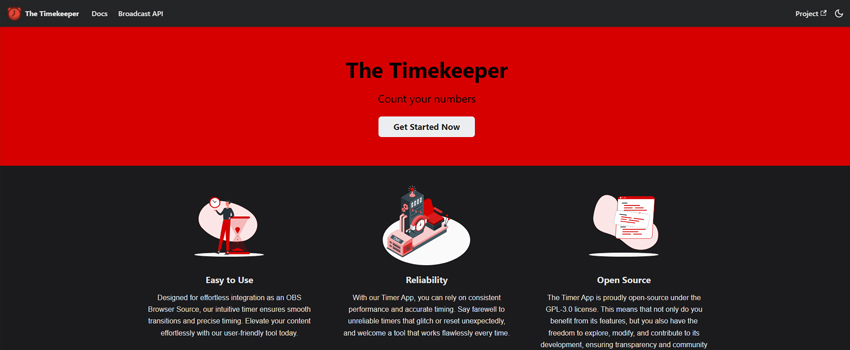 The Timekeeper
Docs
Broadcast API
Project
The Timekeeper
Count your numbers
Get Started Now
Easy to Use
Designed for effortless integration as an OBS
Browser Source, our intuitive timer ensures smooth
transitions and precise timing. Elevate your content
effortlessly with our user-friendly tool today.
Reliability
With our Timer App, you can rely on consistent
performance and accurate timing. Say farewell to
unreliable timers that glitch or reset unexpectedly,
and welcome a tool that works flawlessly every time.
Open Source
The Timer App is proudly open-source under the
GPL-3.0 license. This means that not only do you
benefit from its features, but you also have the
freedom to explore, modify, and contribute to its
development, ensuring transparency and community